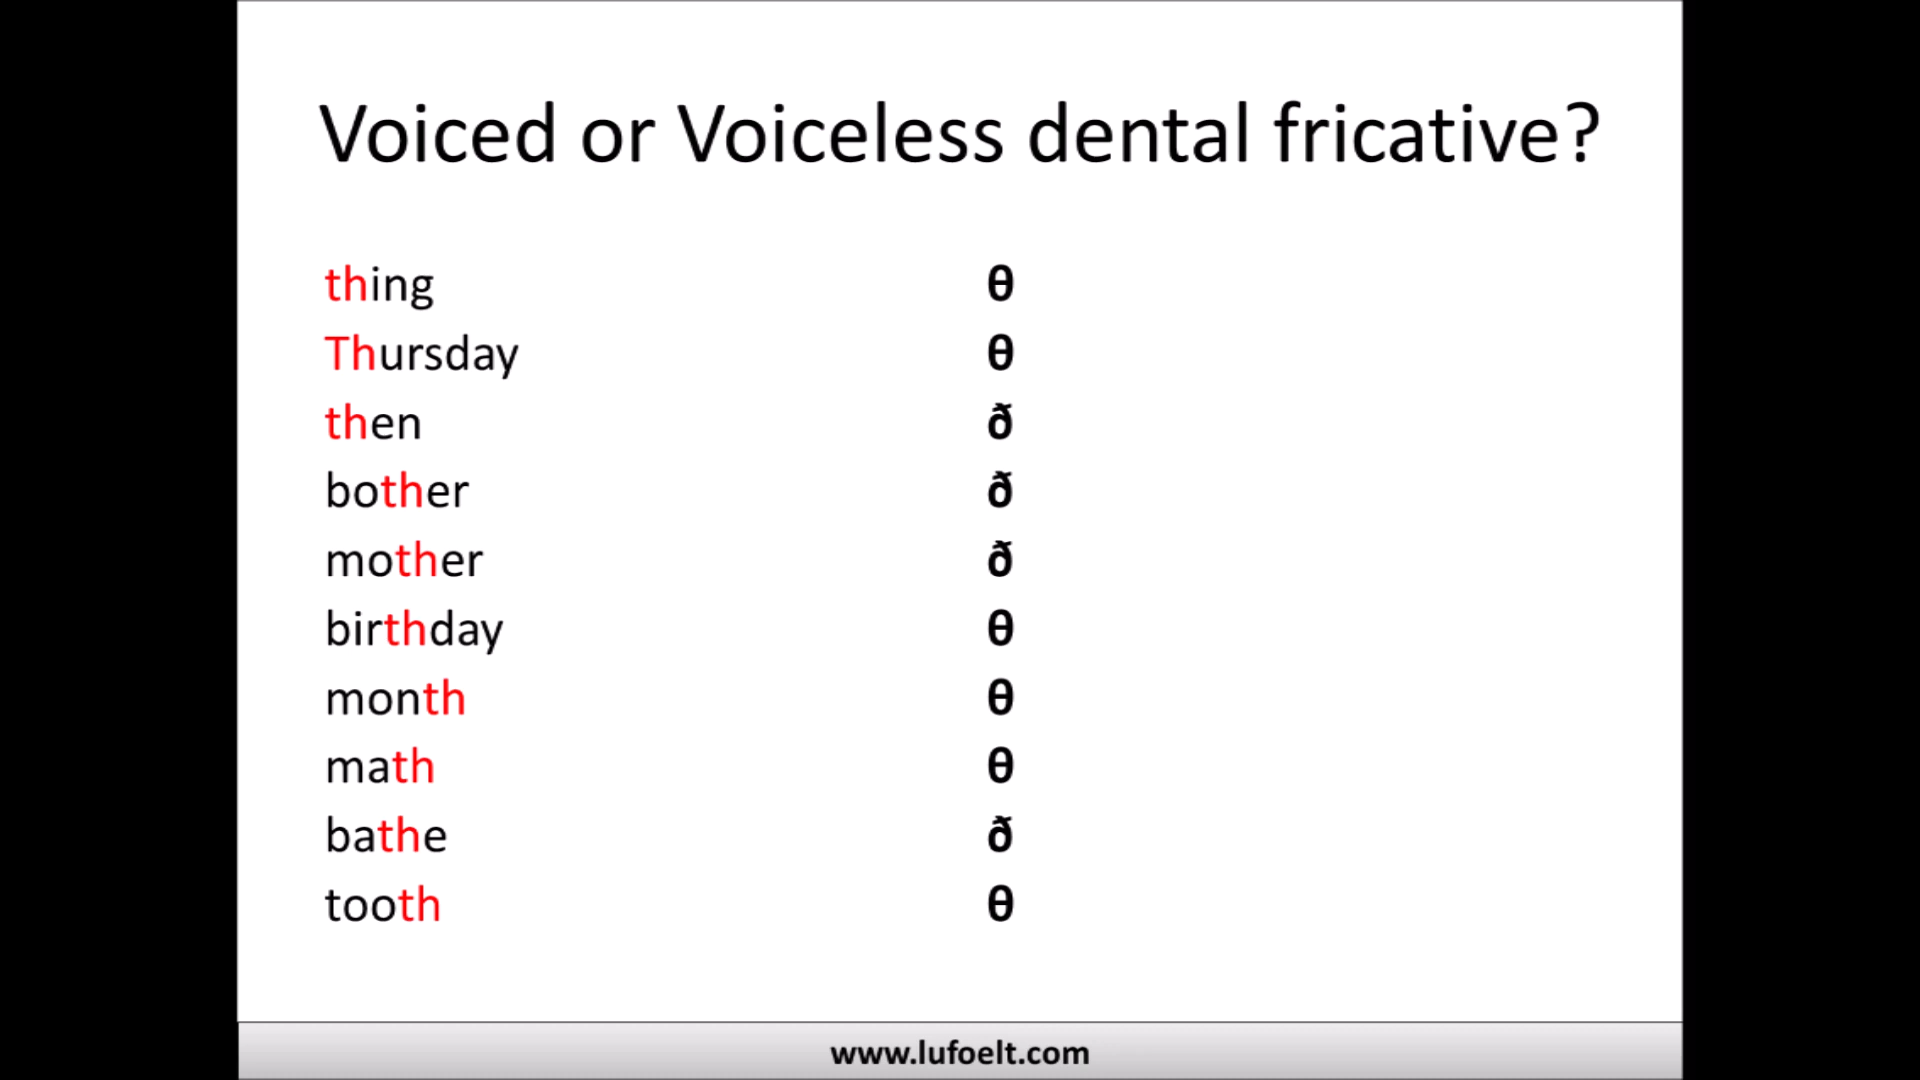 Voiced or Voiceless dental fricative?
thing θ
Thursday θ
then ð
bother ð
mother ð
birthday θ
month θ
math θ
bathe ð
tooth θ
www.lufoelt.com